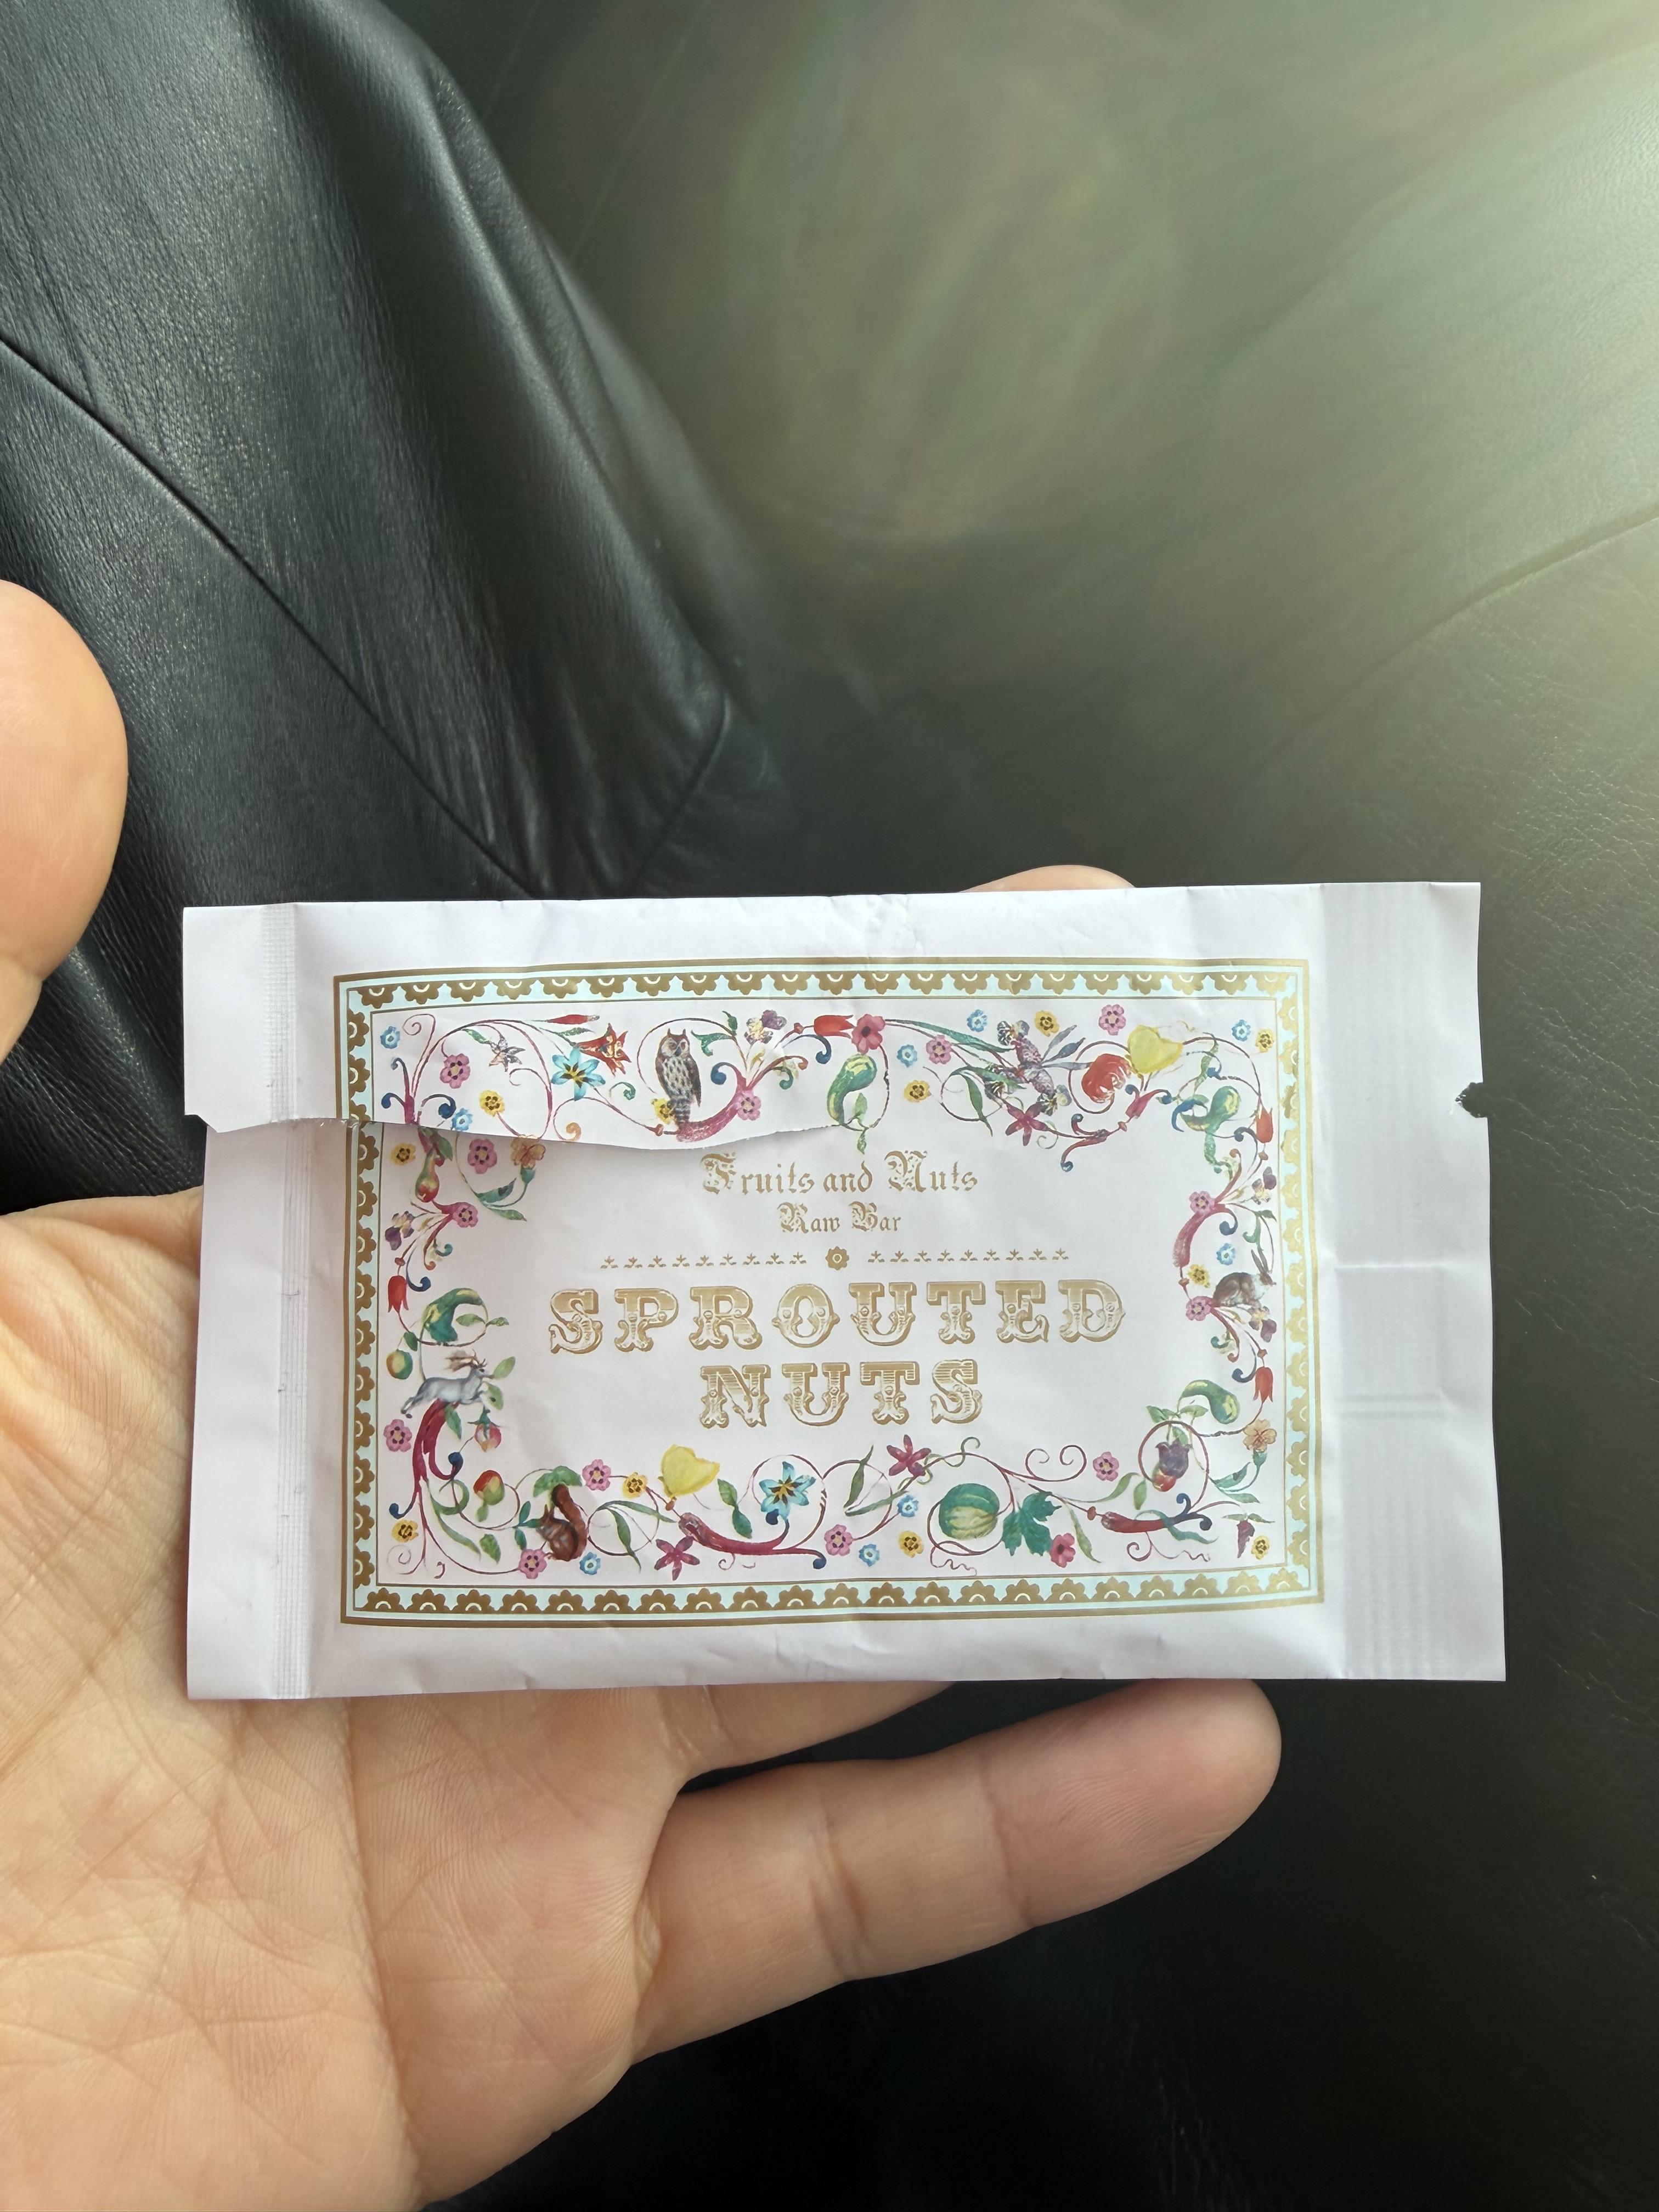 Fruits and Nuts
Raw Bar
SPROUTED
NUTS